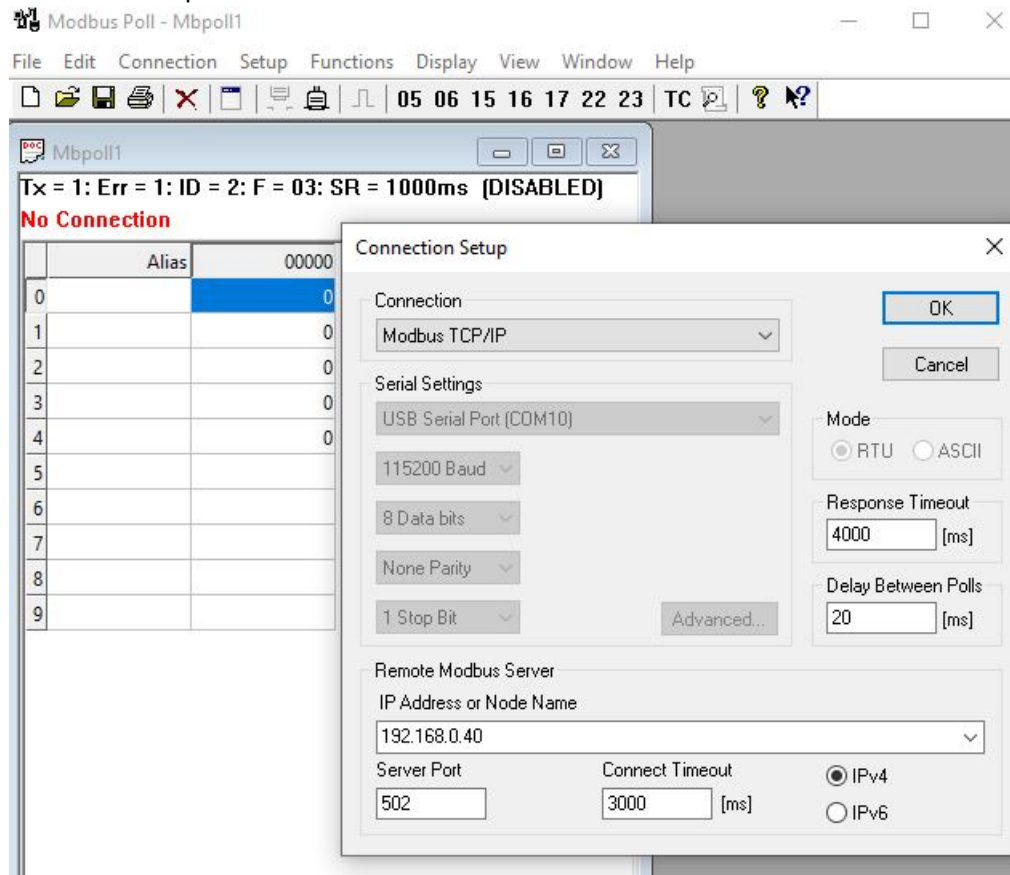 Modbus Poll - Mbpoll1
File Edit Connection Setup Functions Display View Window Help
05 06 15 16 17 22 23 TC
Mbpoll1
Tx = 1: Err = 1: ID = 2: F = 03: SR = 1000ms (DISABLED)
No Connection
Alias 00000
0 0
1 0
2 0
3 0
4 0
5
6
7
8
9
Connection Setup
Connection
Modbus TCP/IP
OK
Cancel
Serial Settings
USB Serial Port (COM10)
115200 Baud
8 Data bits
None Parity
1 Stop Bit
Advanced...
Mode
RTU ASCII
Response Timeout
4000 [ms]
Delay Between Polls
20 [ms]
Remote Modbus Server
IP Address or Node Name
192.168.0.40
Server Port Connect Timeout
502 3000 [ms]
IPv4
IPv6